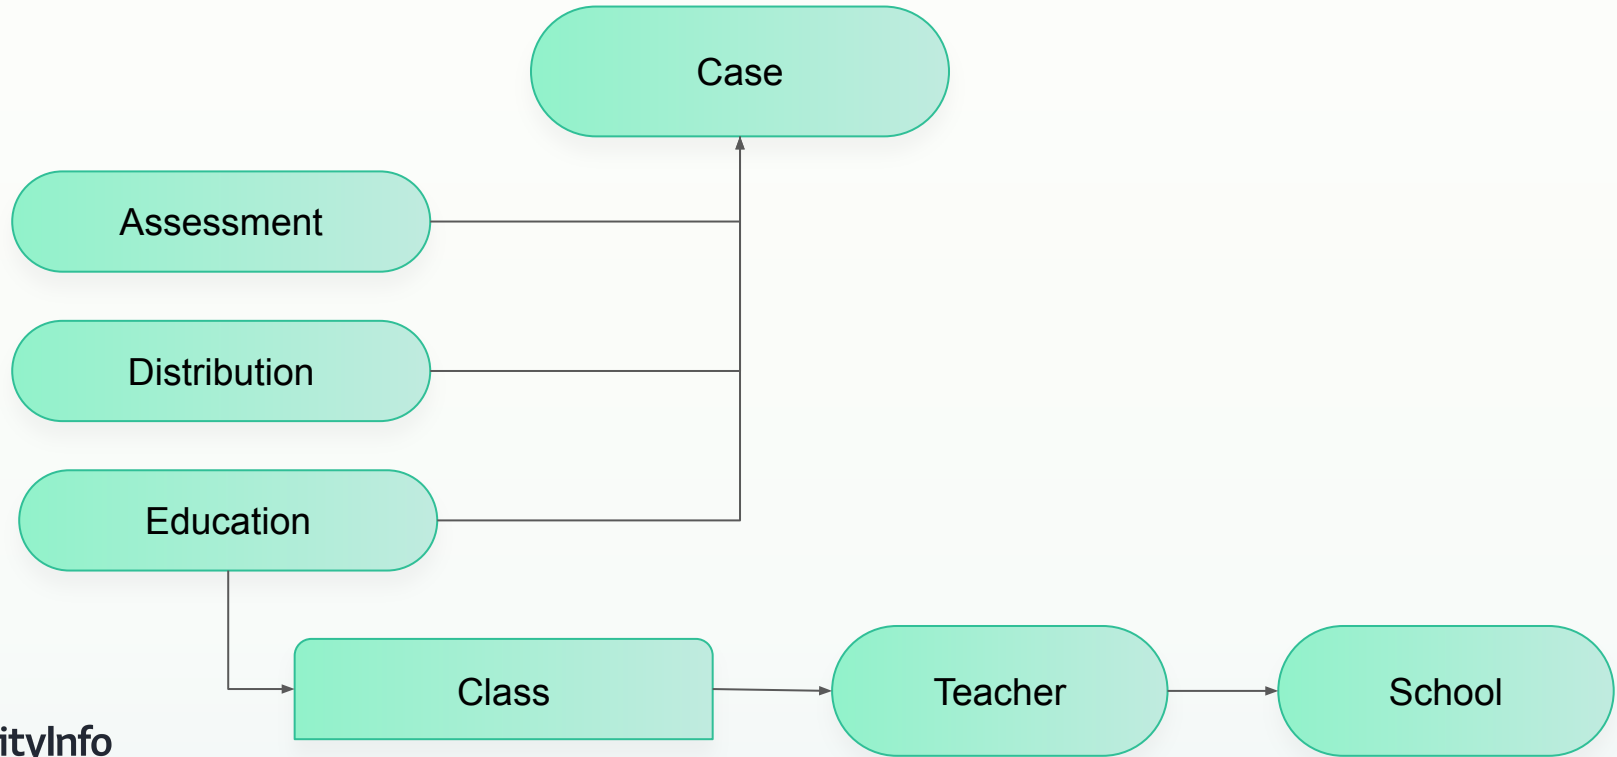 Case
Assessment
Distribution
Education
Class
Teacher
School
ityInfo